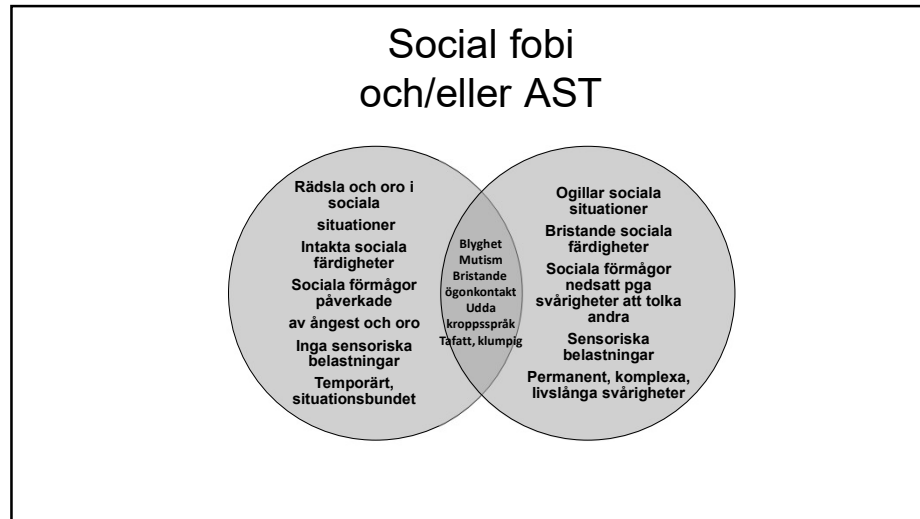 Social fobi
och/eller AST
Rädsla och oro i
sociala
situationer
Intakta sociala
färdigheter
Sociala förmågor
påverkade
av ångest och oro
Inga sensoriska
belastningar
Temporärt,
situationsbundet
Blyghet
Mutism
Bristande
ögonkontakt
Udda
kroppsspråk
Tafatt, klumpig
Ogillar sociala
situationer
Bristande sociala
färdigheter
Sociala förmågor
nedsatt pga
svårigheter att tolka
andra
Sensoriska
belastningar
Permanent, komplexa,
livslånga svårigheter